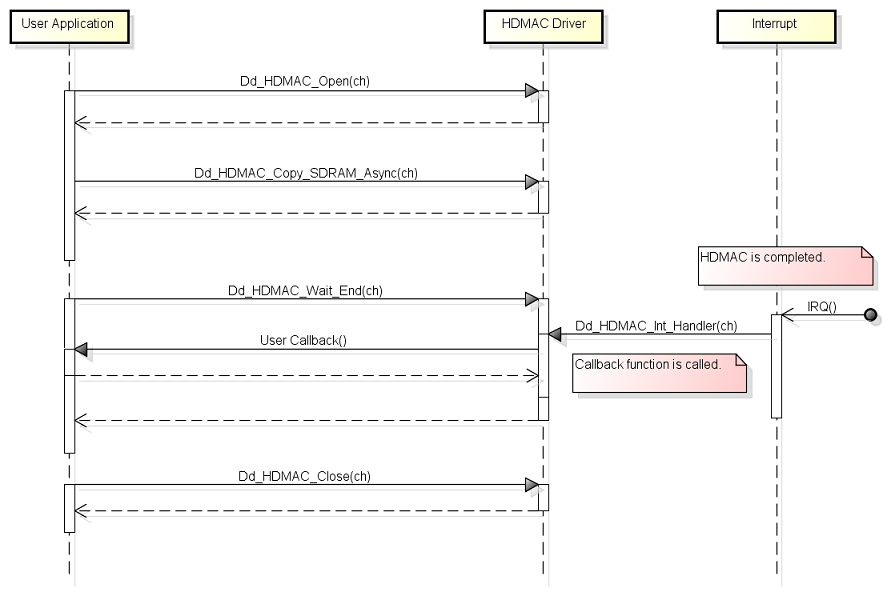 User Application
HDMAC Driver
Interrupt
Dd_HDMAC_Open(ch)
Dd_HDMAC_Copy_SDRAM_Async(ch)
HDMAC is completed.
Dd_HDMAC_Wait_End(ch)
IRQ()
Dd_HDMAC_Int_Handler(ch)
User Callback()
Callback function is called.
Dd_HDMAC_Close(ch)